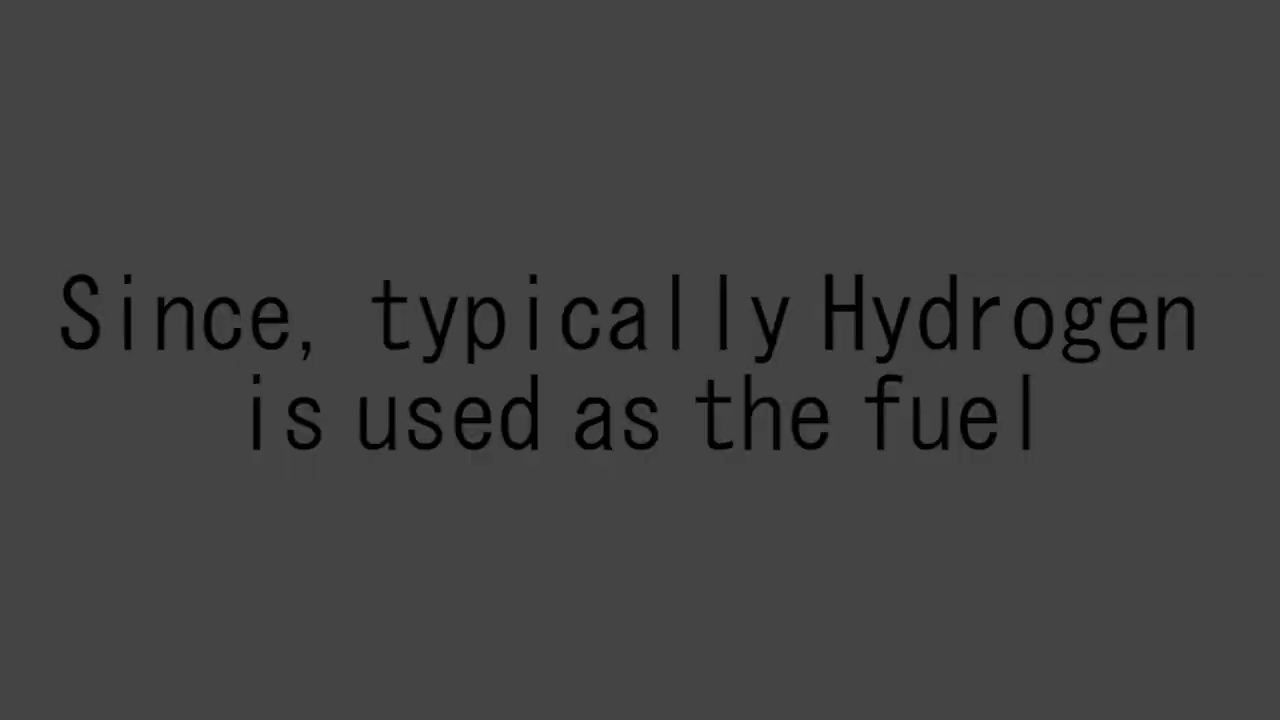 Since, typically Hydrogen
is used as the fuel